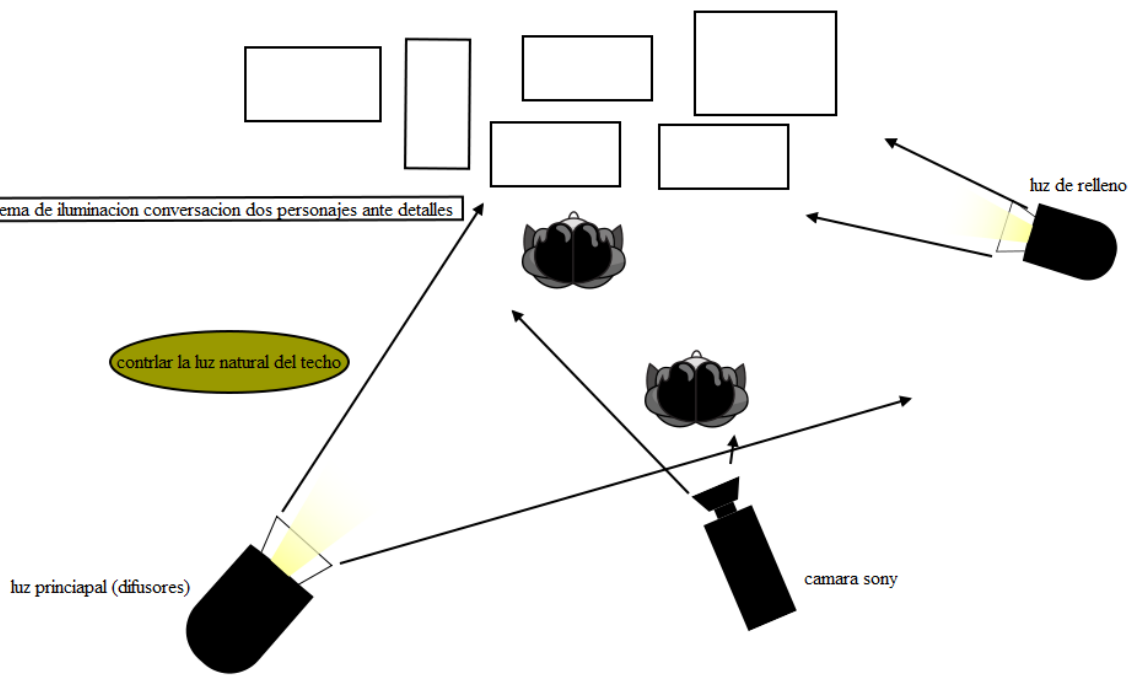 luz de relleno
ema de iluminacion conversacion dos personajes ante detalles
contrlar la luz natural del techo
luz princiapal (difusores)
camara sony